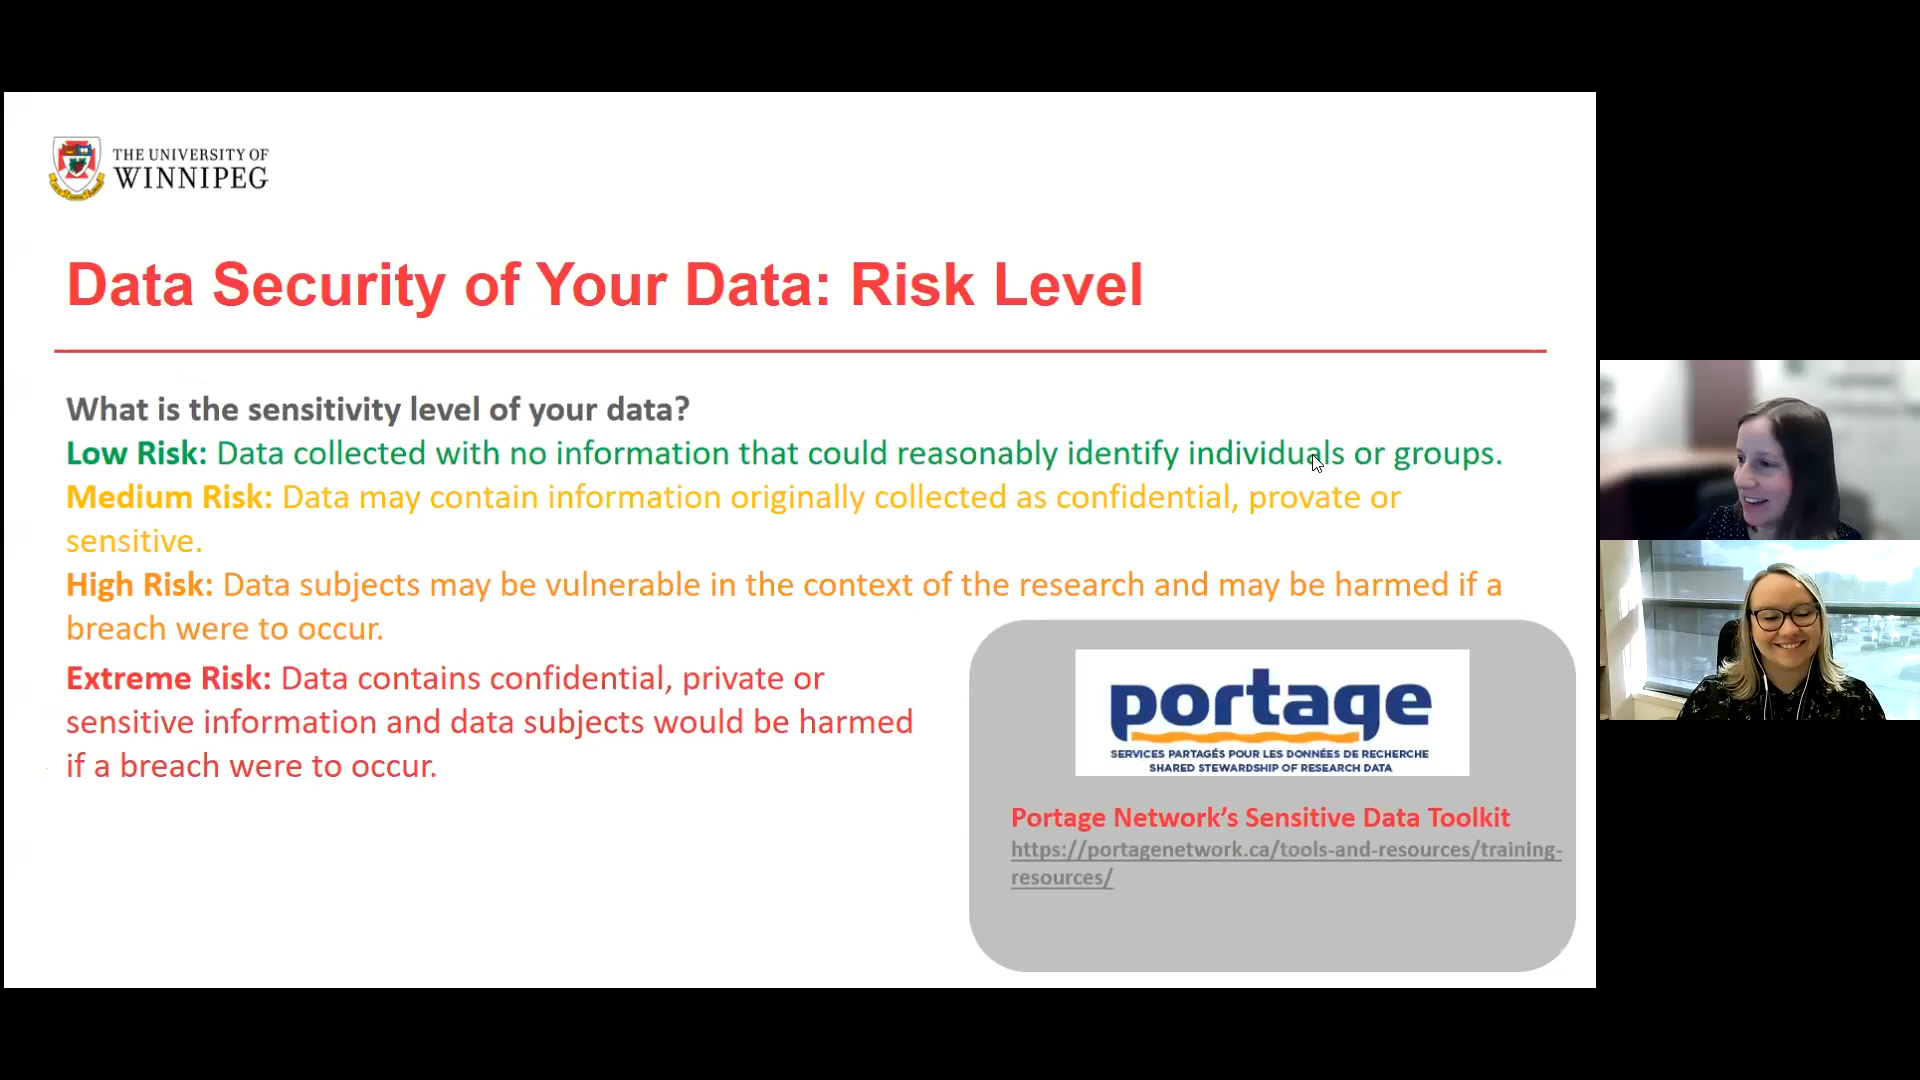 THE UNIVERSITY OF
WINNIPEG
Data Security of Your Data: Risk Level
What is the sensitivity level of your data?
Low Risk: Data collected with no information that could reasonably identify individuals or groups.
Medium Risk: Data may contain information originally collected as confidential, provate or
sensitive.
High Risk: Data subjects may be vulnerable in the context of the research and may be harmed if a
breach were to occur.
Extreme Risk: Data contains confidential, private or
sensitive information and data subjects would be harmed
if a breach were to occur.
portage
SERVICES PARTAGÉS POUR LES DONNÉES DE RECHERCHE
SHARED STEWARDSHIP OF RESEARCH DATA
Portage Network’s Sensitive Data Toolkit
https://portagenetwork.ca/tools-and-resources/training-
resources/